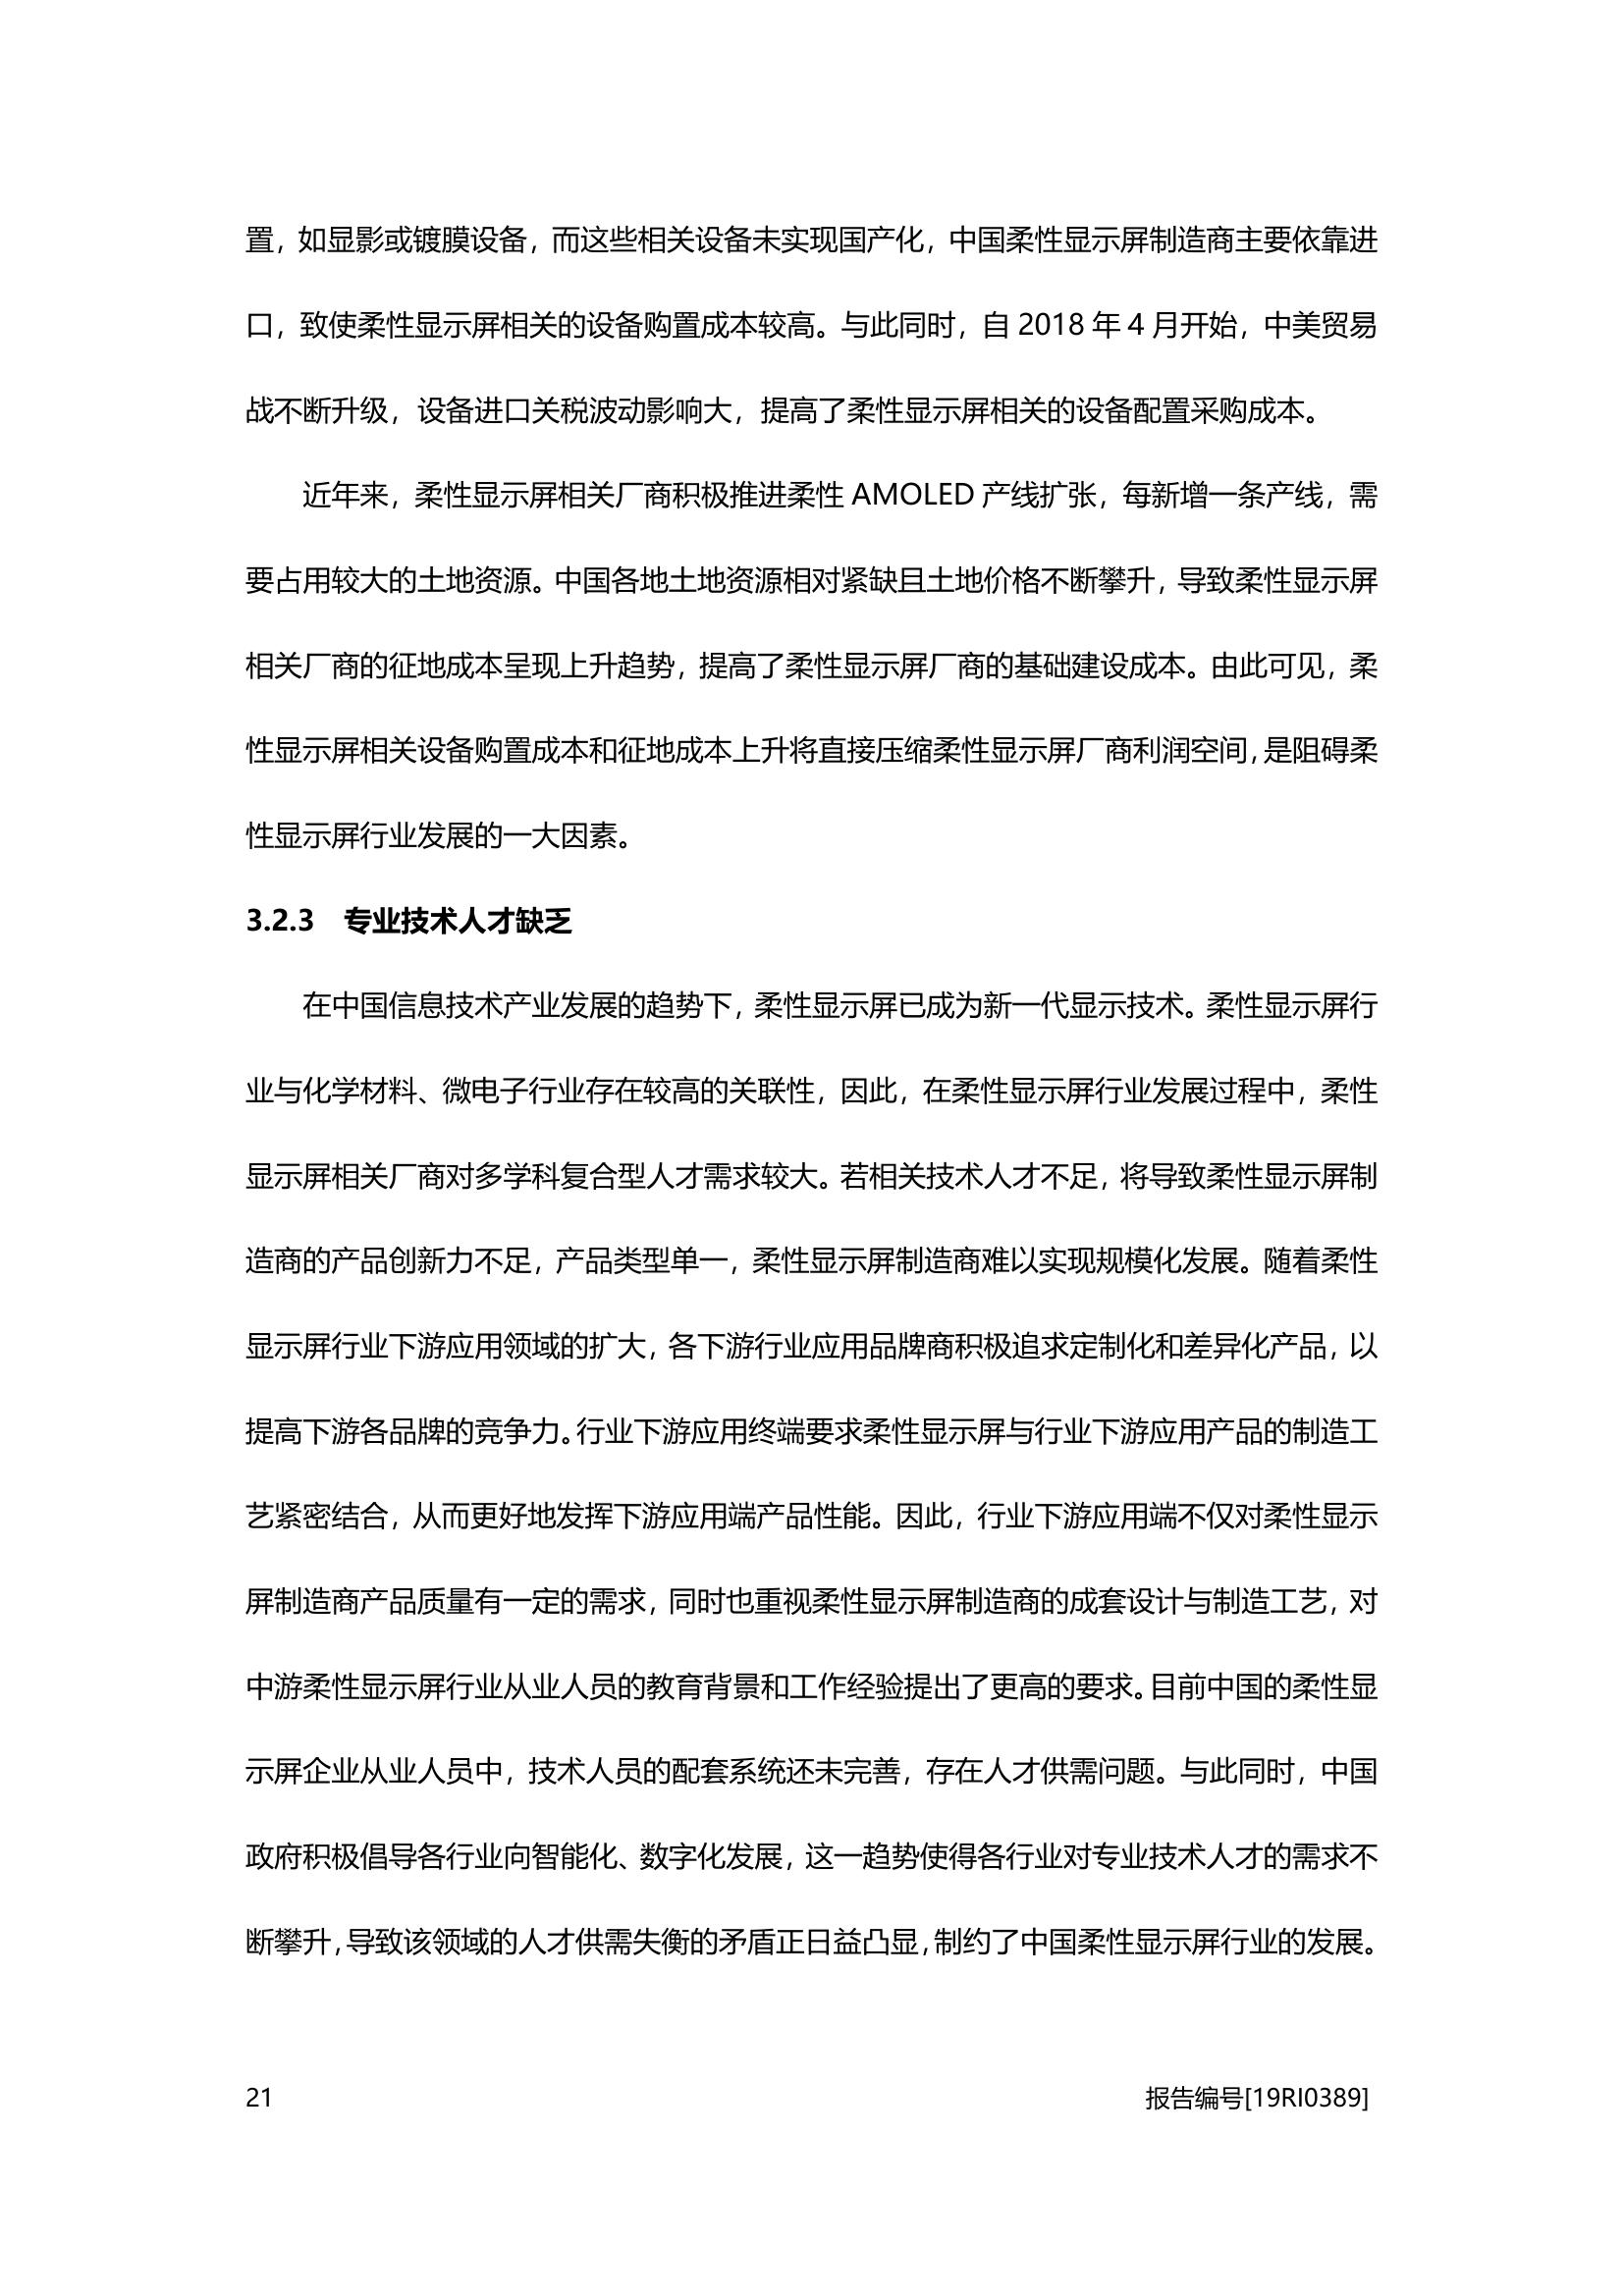 置，如显影或镀膜设备，而这些相关设备未实现国产化，中国柔性显示屏制造商主要依靠进
口，致使柔性显示屏相关的设备购置成本较高。与此同时，自 2018 年 4 月开始，中美贸易
战不断升级，设备进口关税波动影响大，提高了柔性显示屏相关的设备配置采购成本。
近年来，柔性显示屏相关厂商积极推进柔性 AMOLED 产线扩张，每新增一条产线，需
要占用较大的土地资源。中国各地土地资源相对紧缺且土地价格不断攀升，导致柔性显示屏
相关厂商的征地成本呈现上升趋势，提高了柔性显示屏厂商的基础建设成本。由此可见，柔
性显示屏相关设备购置成本和征地成本上升将直接压缩柔性显示屏厂商利润空间，是阻碍柔
性显示屏行业发展的一大因素。
3.2.3 专业技术人才缺乏
在中国信息技术产业发展的趋势下，柔性显示屏已成为新一代显示技术。柔性显示屏行
业与化学材料、微电子行业存在较高的关联性，因此，在柔性显示屏行业发展过程中，柔性
显示屏相关厂商对多学科复合型人才需求较大。若相关技术人才不足，将导致柔性显示屏制
造商的产品创新力不足，产品类型单一，柔性显示屏制造商难以实现规模化发展。随着柔性
显示屏行业下游应用领域的扩大，各下游行业应用品牌商积极追求定制化和差异化产品，以
提高下游各品牌的竞争力。行业下游应用终端要求柔性显示屏与行业下游应用产品的制造工
艺紧密结合，从而更好地发挥下游应用端产品性能。因此，行业下游应用端不仅对柔性显示
屏制造商产品质量有一定的需求，同时也重视柔性显示屏制造商的成套设计与制造工艺，对
中游柔性显示屏行业从业人员的教育背景和工作经验提出了更高的要求。目前中国的柔性显
示屏企业从业人员中，技术人员的配套系统还未完善，存在人才供需问题。与此同时，中国
政府积极倡导各行业向智能化、数字化发展，这一趋势使得各行业对专业技术人才的需求不
断攀升，导致该领域的人才供需失衡的矛盾正日益凸显，制约了中国柔性显示屏行业的发展。
21 报告编号[19RI0389]